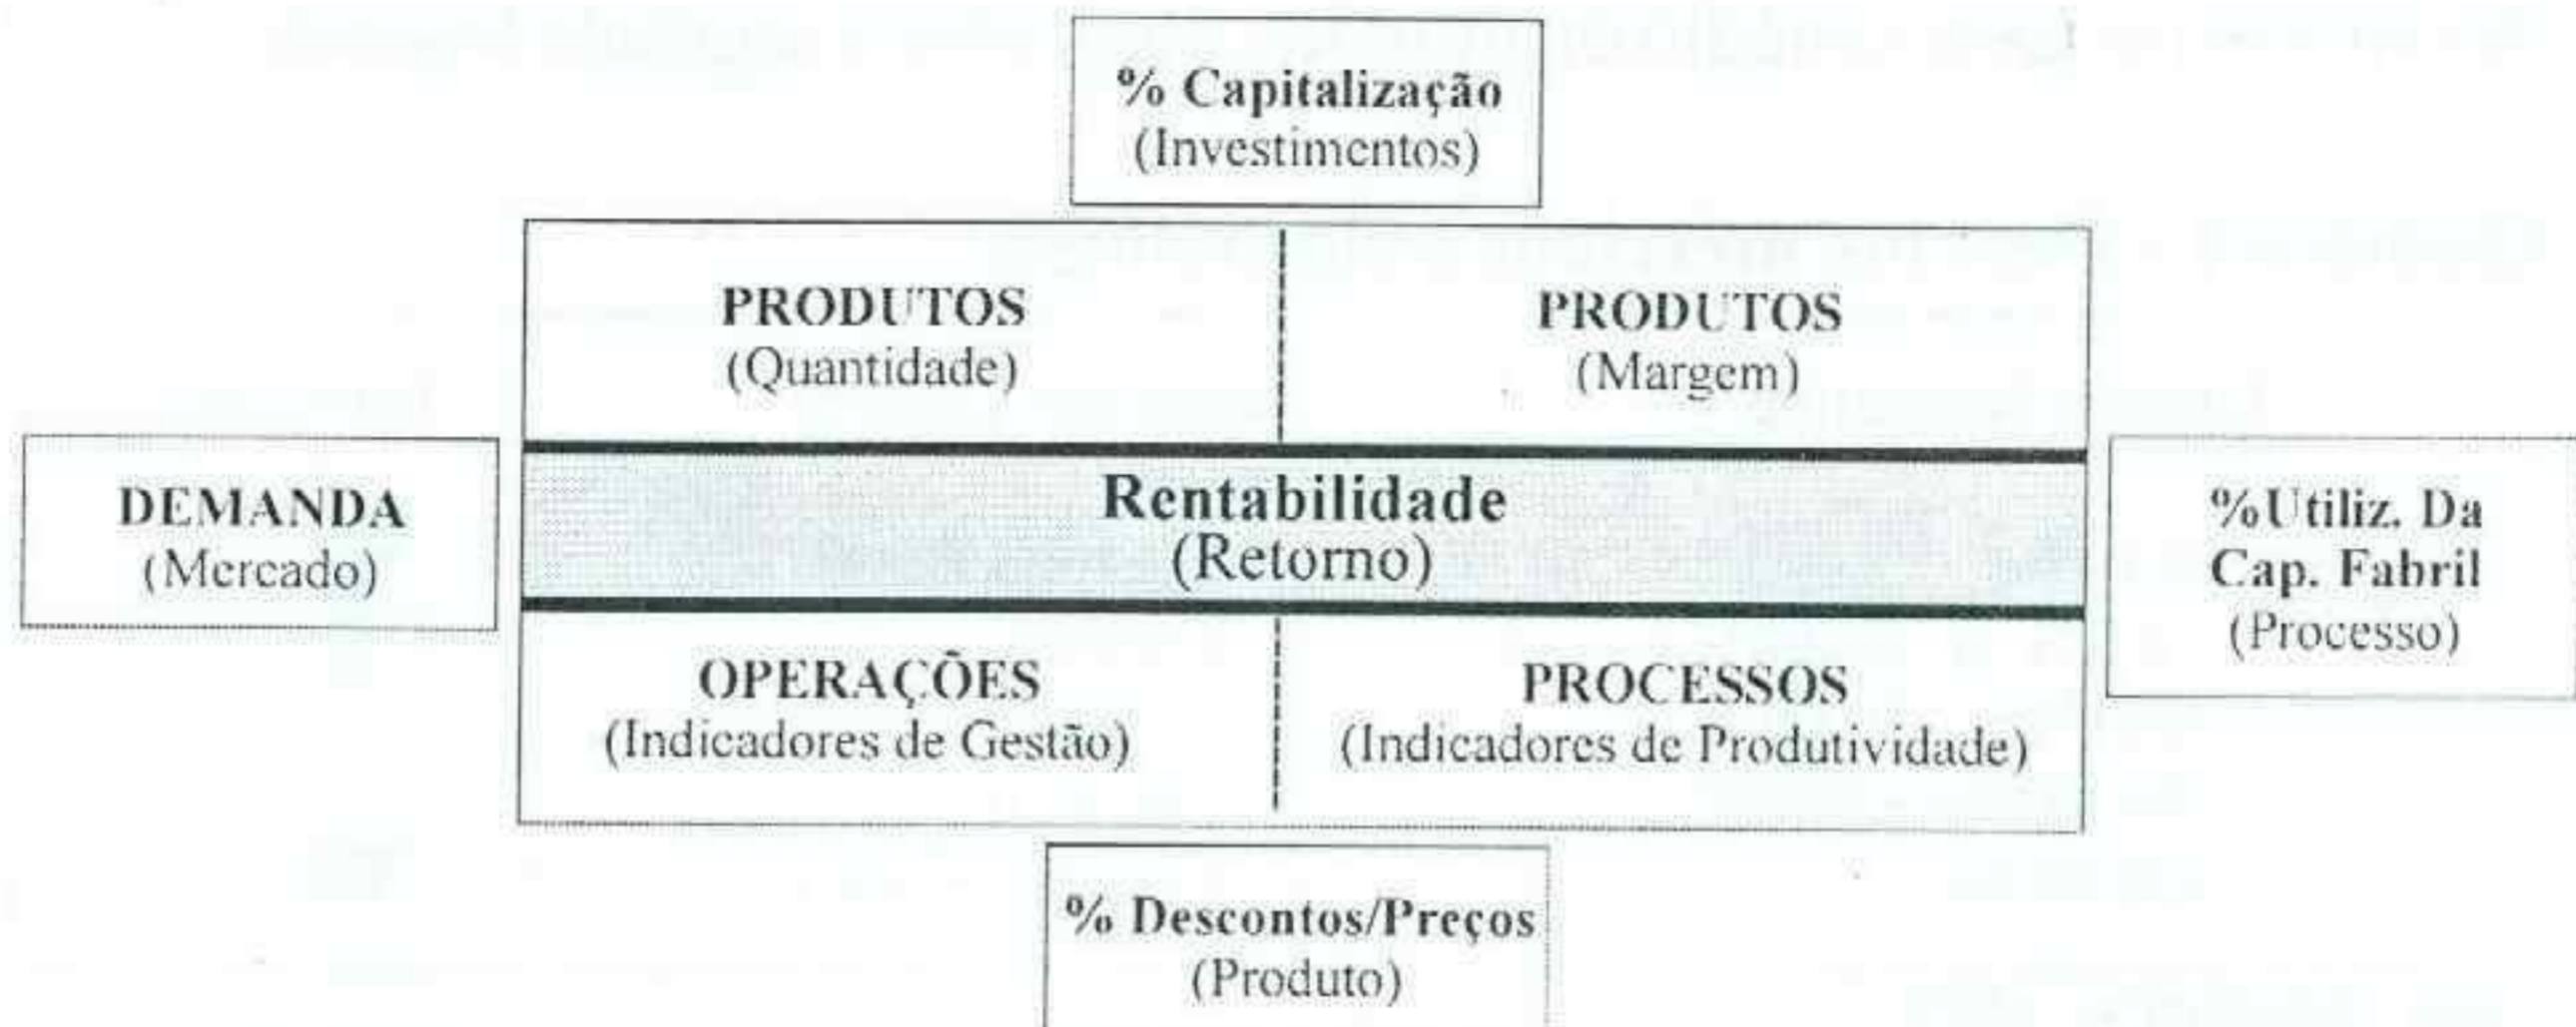 % Capitalização
(Investimentos)
PRODUTOS
(Quantidade)
PRODUTOS
(Margem)
DEMANDA
(Mercado)
Rentabilidade
(Retorno)
%Utiliz. Da
Cap. Fabril
(Processo)
OPERAÇÕES
(Indicadores de Gestão)
PROCESSOS
(Indicadores de Produtividade)
% Descontos/Preços
(Produto)